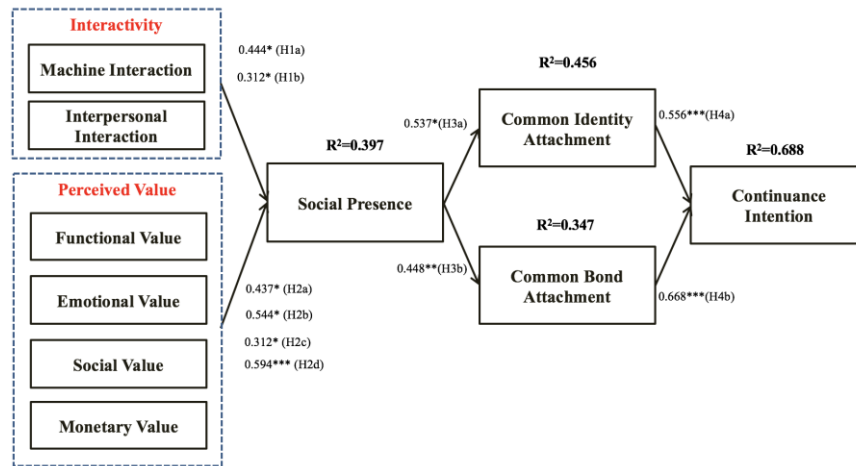 Interactivity
Machine Interaction
Interpersonal
Interaction
0.444* (H1a)
0.312* (H1b)
Perceived Value
Functional Value
Emotional Value
Social Value
Monetary Value
0.437* (H2a)
0.544* (H2b)
0.312* (H2c)
0.594*** (H2d)
R²=0.397
Social Presence
0.537*(H3a)
0.448**(H3b)
R²=0.456
Common Identity
Attachment
R²=0.347
Common Bond
Attachment
0.556***(H4a)
0.668***(H4b)
R²=0.688
Continuance
Intention